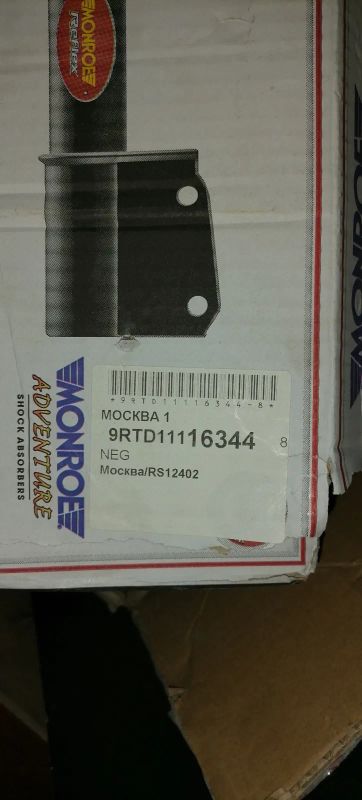 MONROE
Reflex
MONROE
ADVENTURE
SHOCK ABSORBERS
*9RTD11116344-8*
МОСКВА 1
9RTD11116344 8
NEG
Москва/RS12402
MONROE